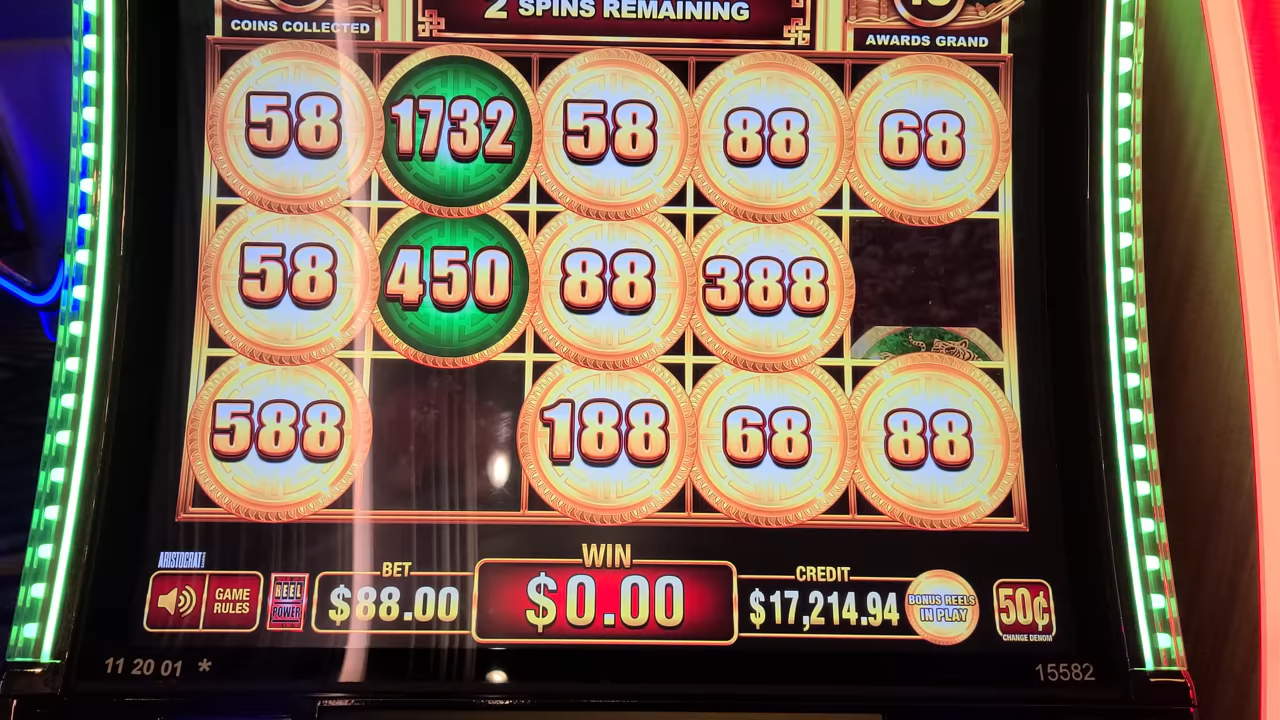 2 SPINS REMAINING
COINS COLLECTED
AWARDS GRAND
58 1732 58 88 68
58 450 88 388
588 188 68 88
ARISTOCRAT
GAME RULES
REEL POWER
BET
$88.00
WIN
$0.00
CREDIT
$17,214.94
BONUS REELS
IN PLAY
50¢
CHANGE DENOM
11 20 01 *
15582